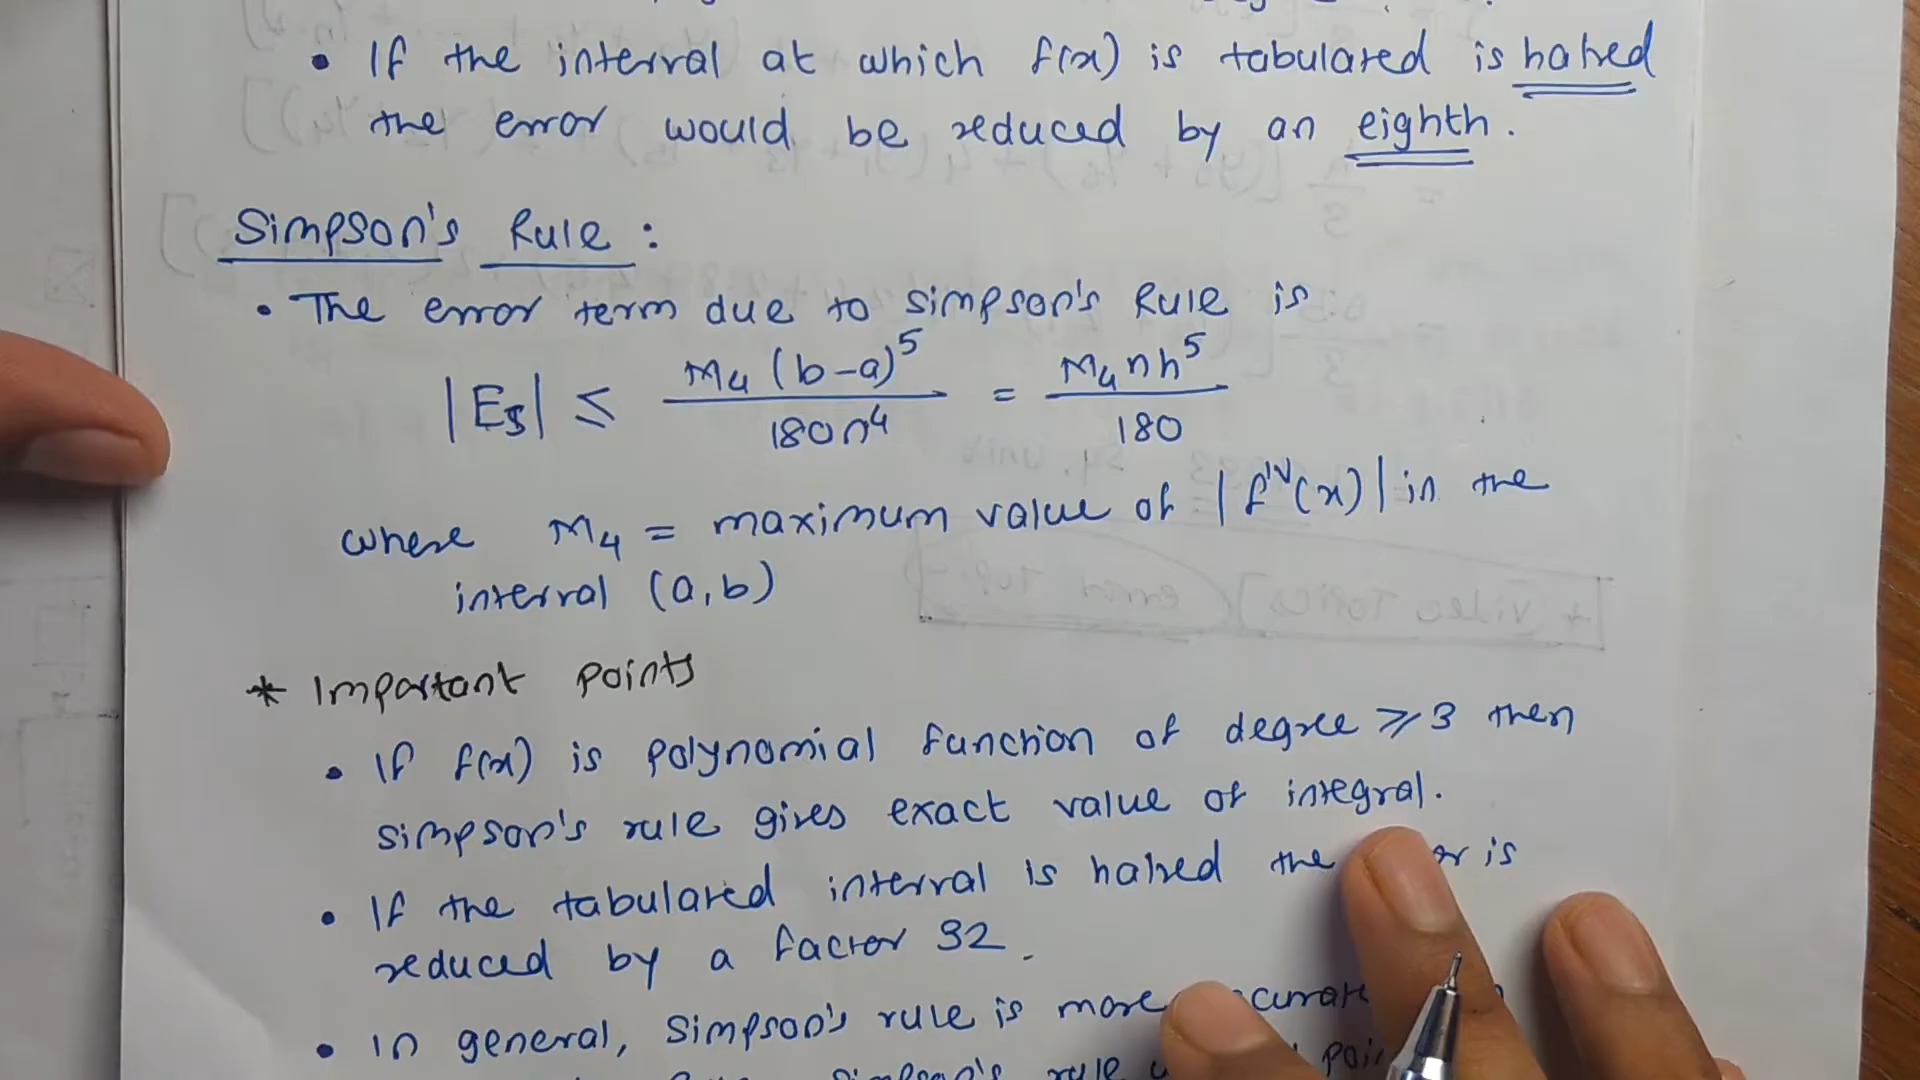 • If the interval at which f(x) is tabulated is halved
the error would be reduced by an eighth.
Simpson's Rule :
• The error term due to simpson's Rule is
|Es| ≤ M4 (b-a)^5 / 180n^4 = M4 nh^5 / 180
where M4 = maximum value of |f^iv(x)| in the
interval (a,b)
* Important points
• If f(x) is polynomial function of degree ≥ 3 then
simpson's rule gives exact value of integral.
• If the tabulated interval is halved the is
reduced by a factor 32.
• In general, simpson's rule is more
simpson's rule